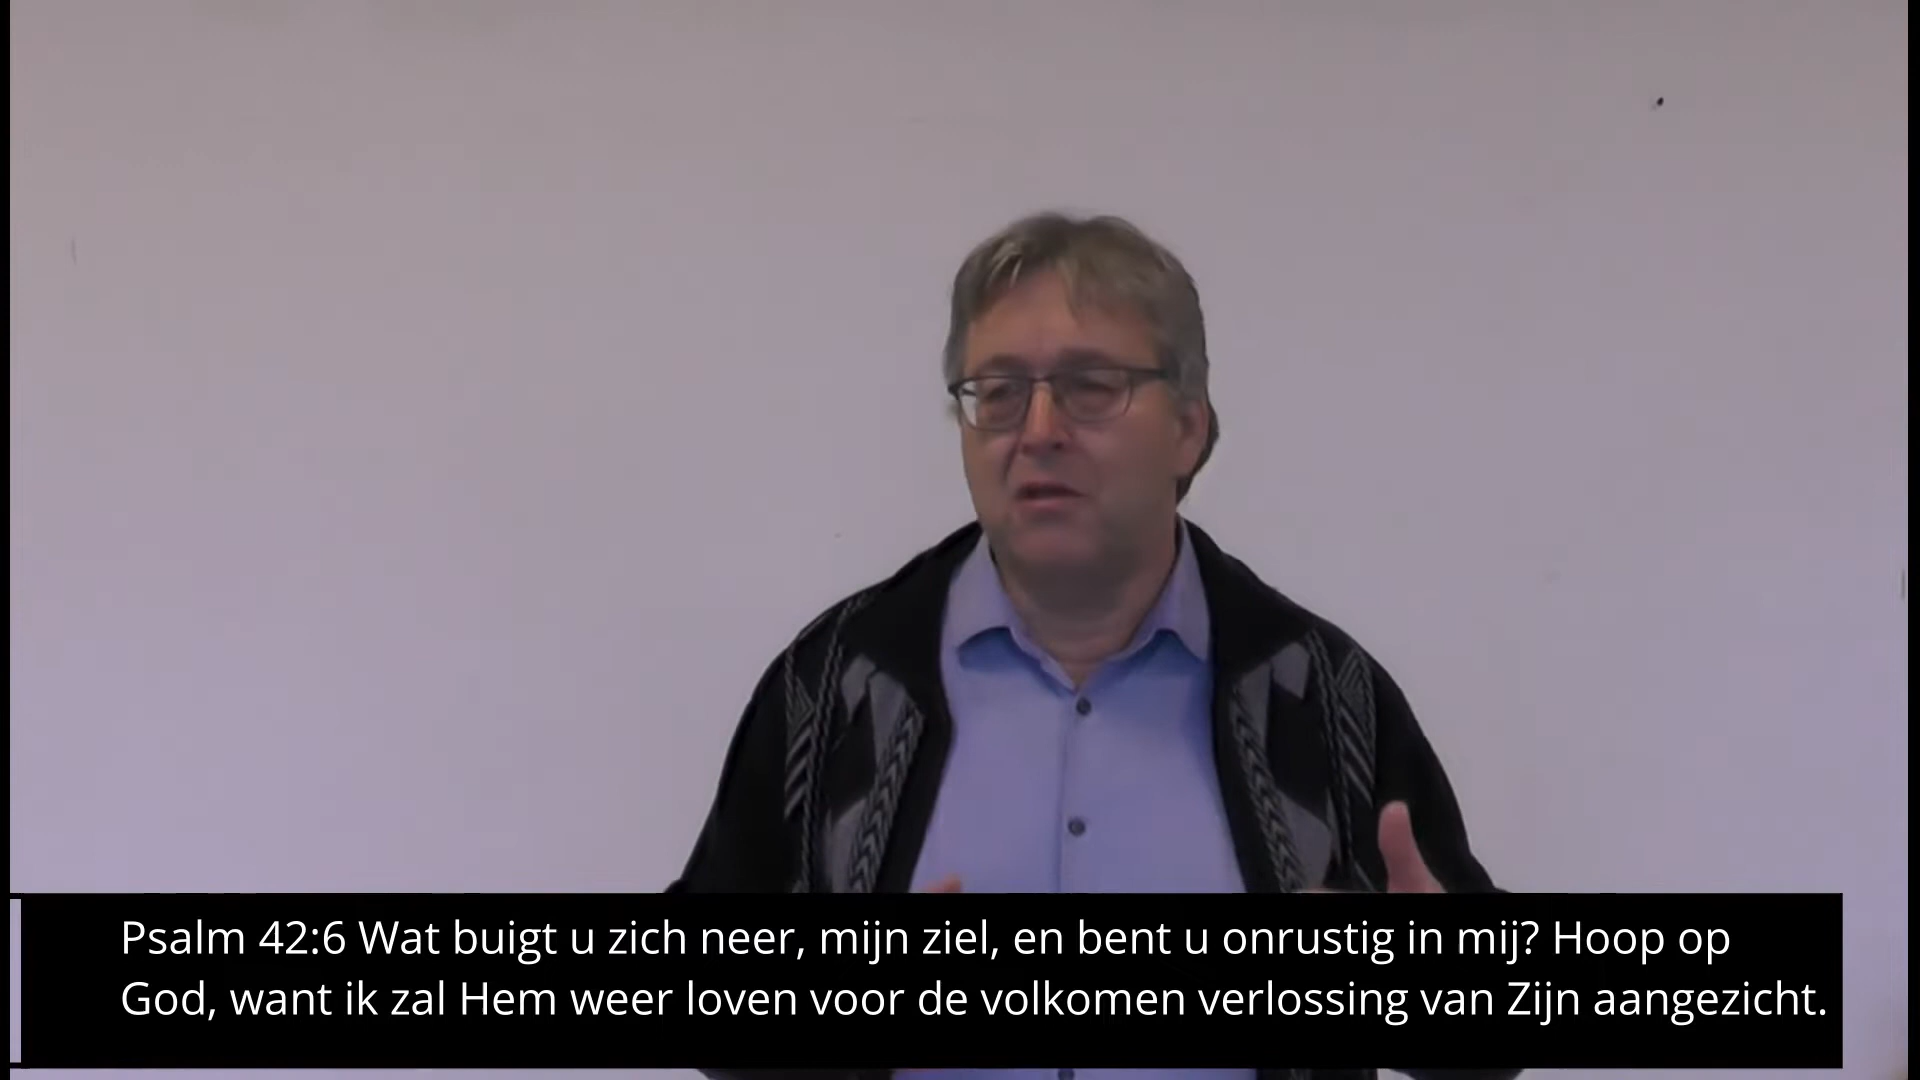 Psalm 42:6 Wat buigt u zich neer, mijn ziel, en bent u onrustig in mij? Hoop op
God, want ik zal Hem weer loven voor de volkomen verlossing van Zijn aangezicht.